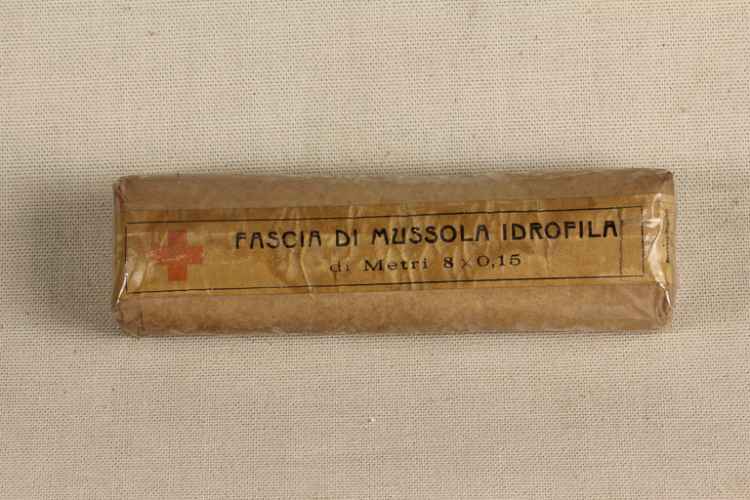 FASCIA DI MUSSOLA IDROFILA
di Metri 8 x 0,15